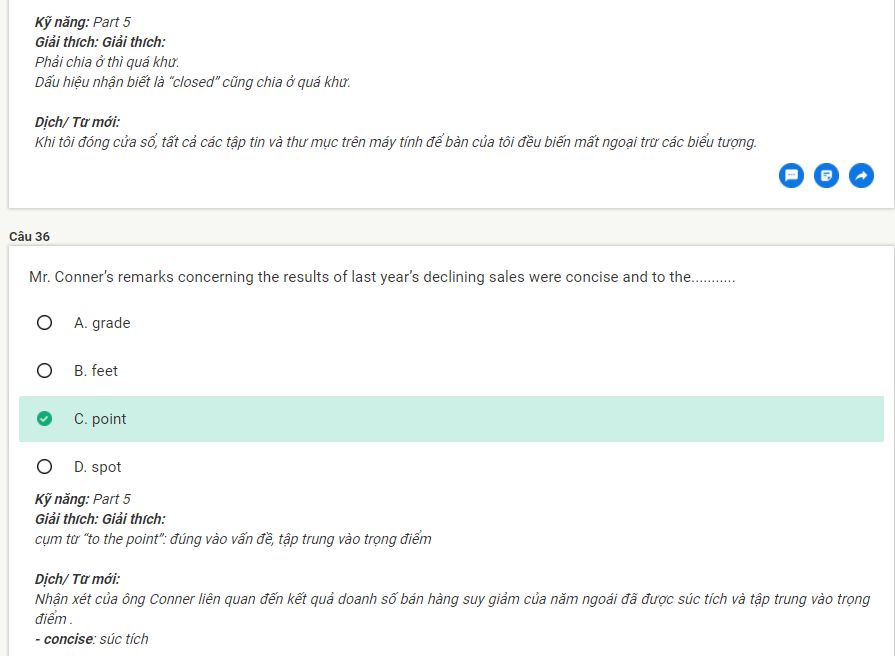 Kỹ năng: Part 5
Giải thích: Giải thích:
Phải chia ở thì quá khứ.
Dấu hiệu nhận biết là “closed” cũng chia ở quá khứ.
Dịch/ Từ mới:
Khi tôi đóng cửa sổ, tất cả các tập tin và thư mục trên máy tính để bàn của tôi đều biến mất ngoại trừ các biểu tượng.
Câu 36
Mr. Conner’s remarks concerning the results of last year’s declining sales were concise and to the...........
A. grade
B. feet
C. point
D. spot
Kỹ năng: Part 5
Giải thích: Giải thích:
cụm từ “to the point”: đúng vào vấn đề, tập trung vào trọng điểm
Dịch/ Từ mới:
Nhận xét của ông Conner liên quan đến kết quả doanh số bán hàng suy giảm của năm ngoái đã được súc tích và tập trung vào trọng
điểm .
- concise: súc tích